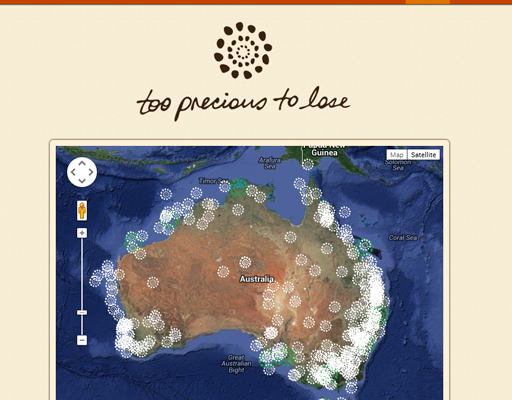 too precious to lose
Papua New
Guinea
Arafura
Sea
Solomon
Sea
Map
Satellite
Timor Sea
Coral Sea
Australia
Great
Australian
Bight